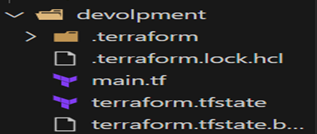 devolpment
.terraform
.terraform.lock.hcl
main.tf
terraform.tfstate
terraform.tfstate.b...